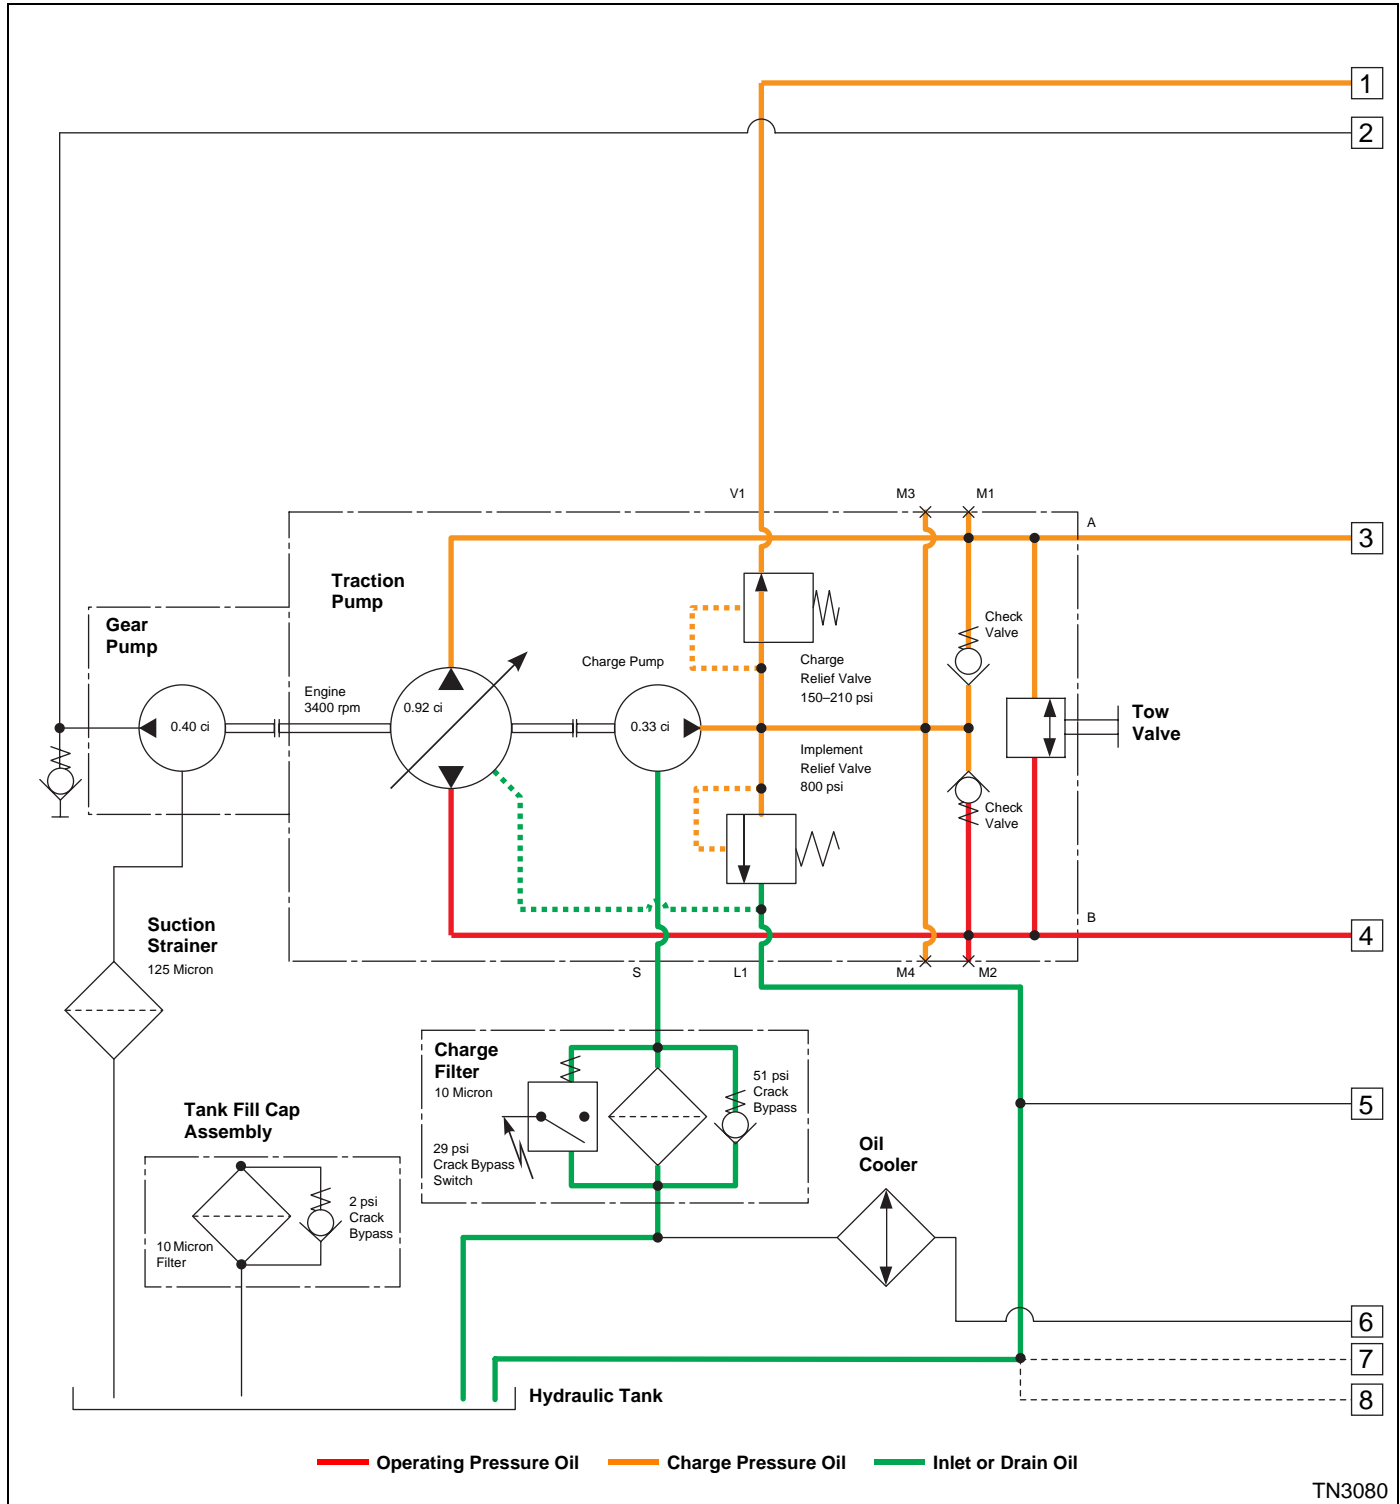 1
2
V1
M3
M1
A
3
Traction
Pump
Gear
Pump
Check
Valve
Charge Pump
Charge
Relief Valve
150–210 psi
Engine
3400 rpm
0.40 ci
0.92 ci
0.33 ci
Tow
Valve
Implement
Relief Valve
800 psi
Check
Valve
B
4
Suction
Strainer
125 Micron
S
L1
M4
M2
Charge
Filter
10 Micron
51 psi
Crack
Bypass
5
Tank Fill Cap
Assembly
29 psi
Crack Bypass
Switch
Oil
Cooler
2 psi
Crack
Bypass
10 Micron
Filter
6
7
8
Hydraulic Tank
Operating Pressure Oil
Charge Pressure Oil
Inlet or Drain Oil
TN3080